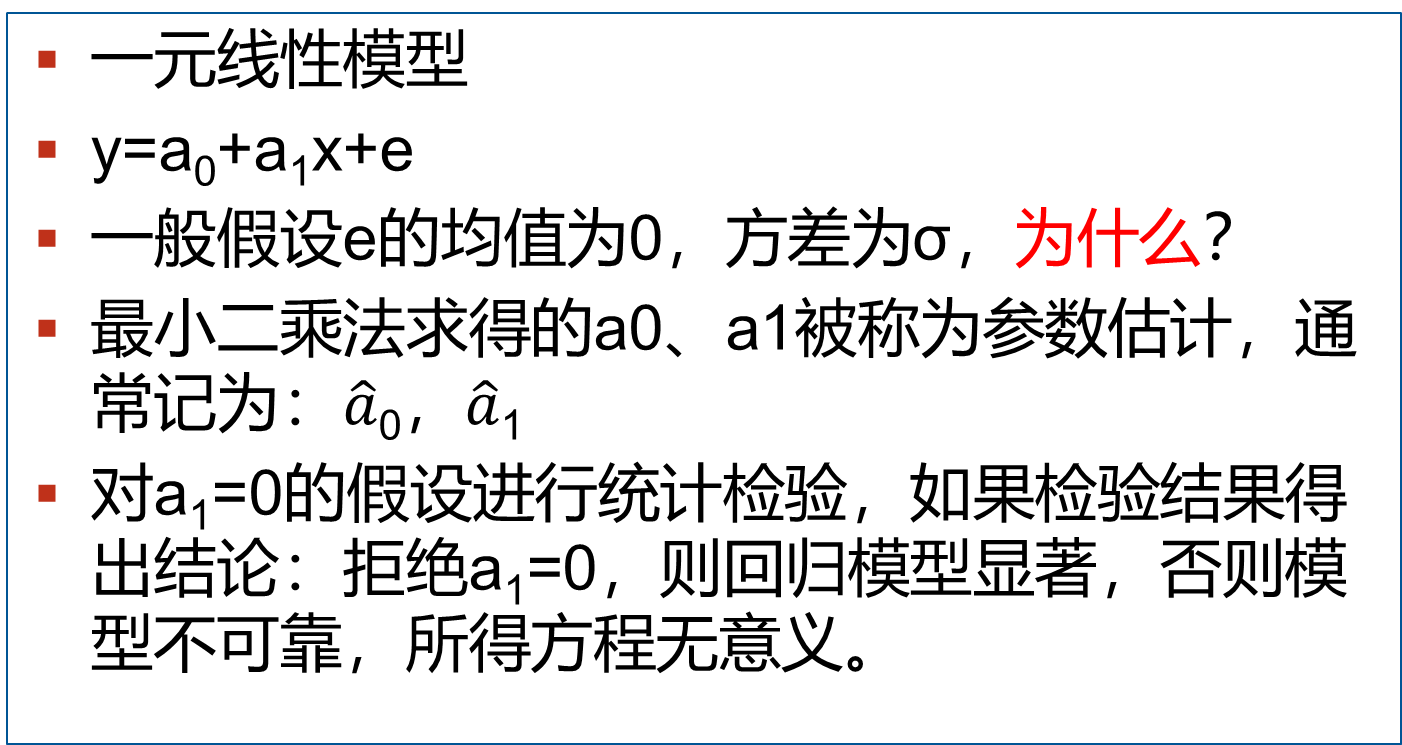 ▪ 一元线性模型
▪ y=a₀+a₁x+e
▪ 一般假设e的均值为0，方差为σ，为什么？
▪ 最小二乘法求得的a0、a1被称为参数估计，通
常记为：â₀，â₁
▪ 对a₁=0的假设进行统计检验，如果检验结果得
出结论：拒绝a₁=0，则回归模型显著，否则模
型不可靠，所得方程无意义。